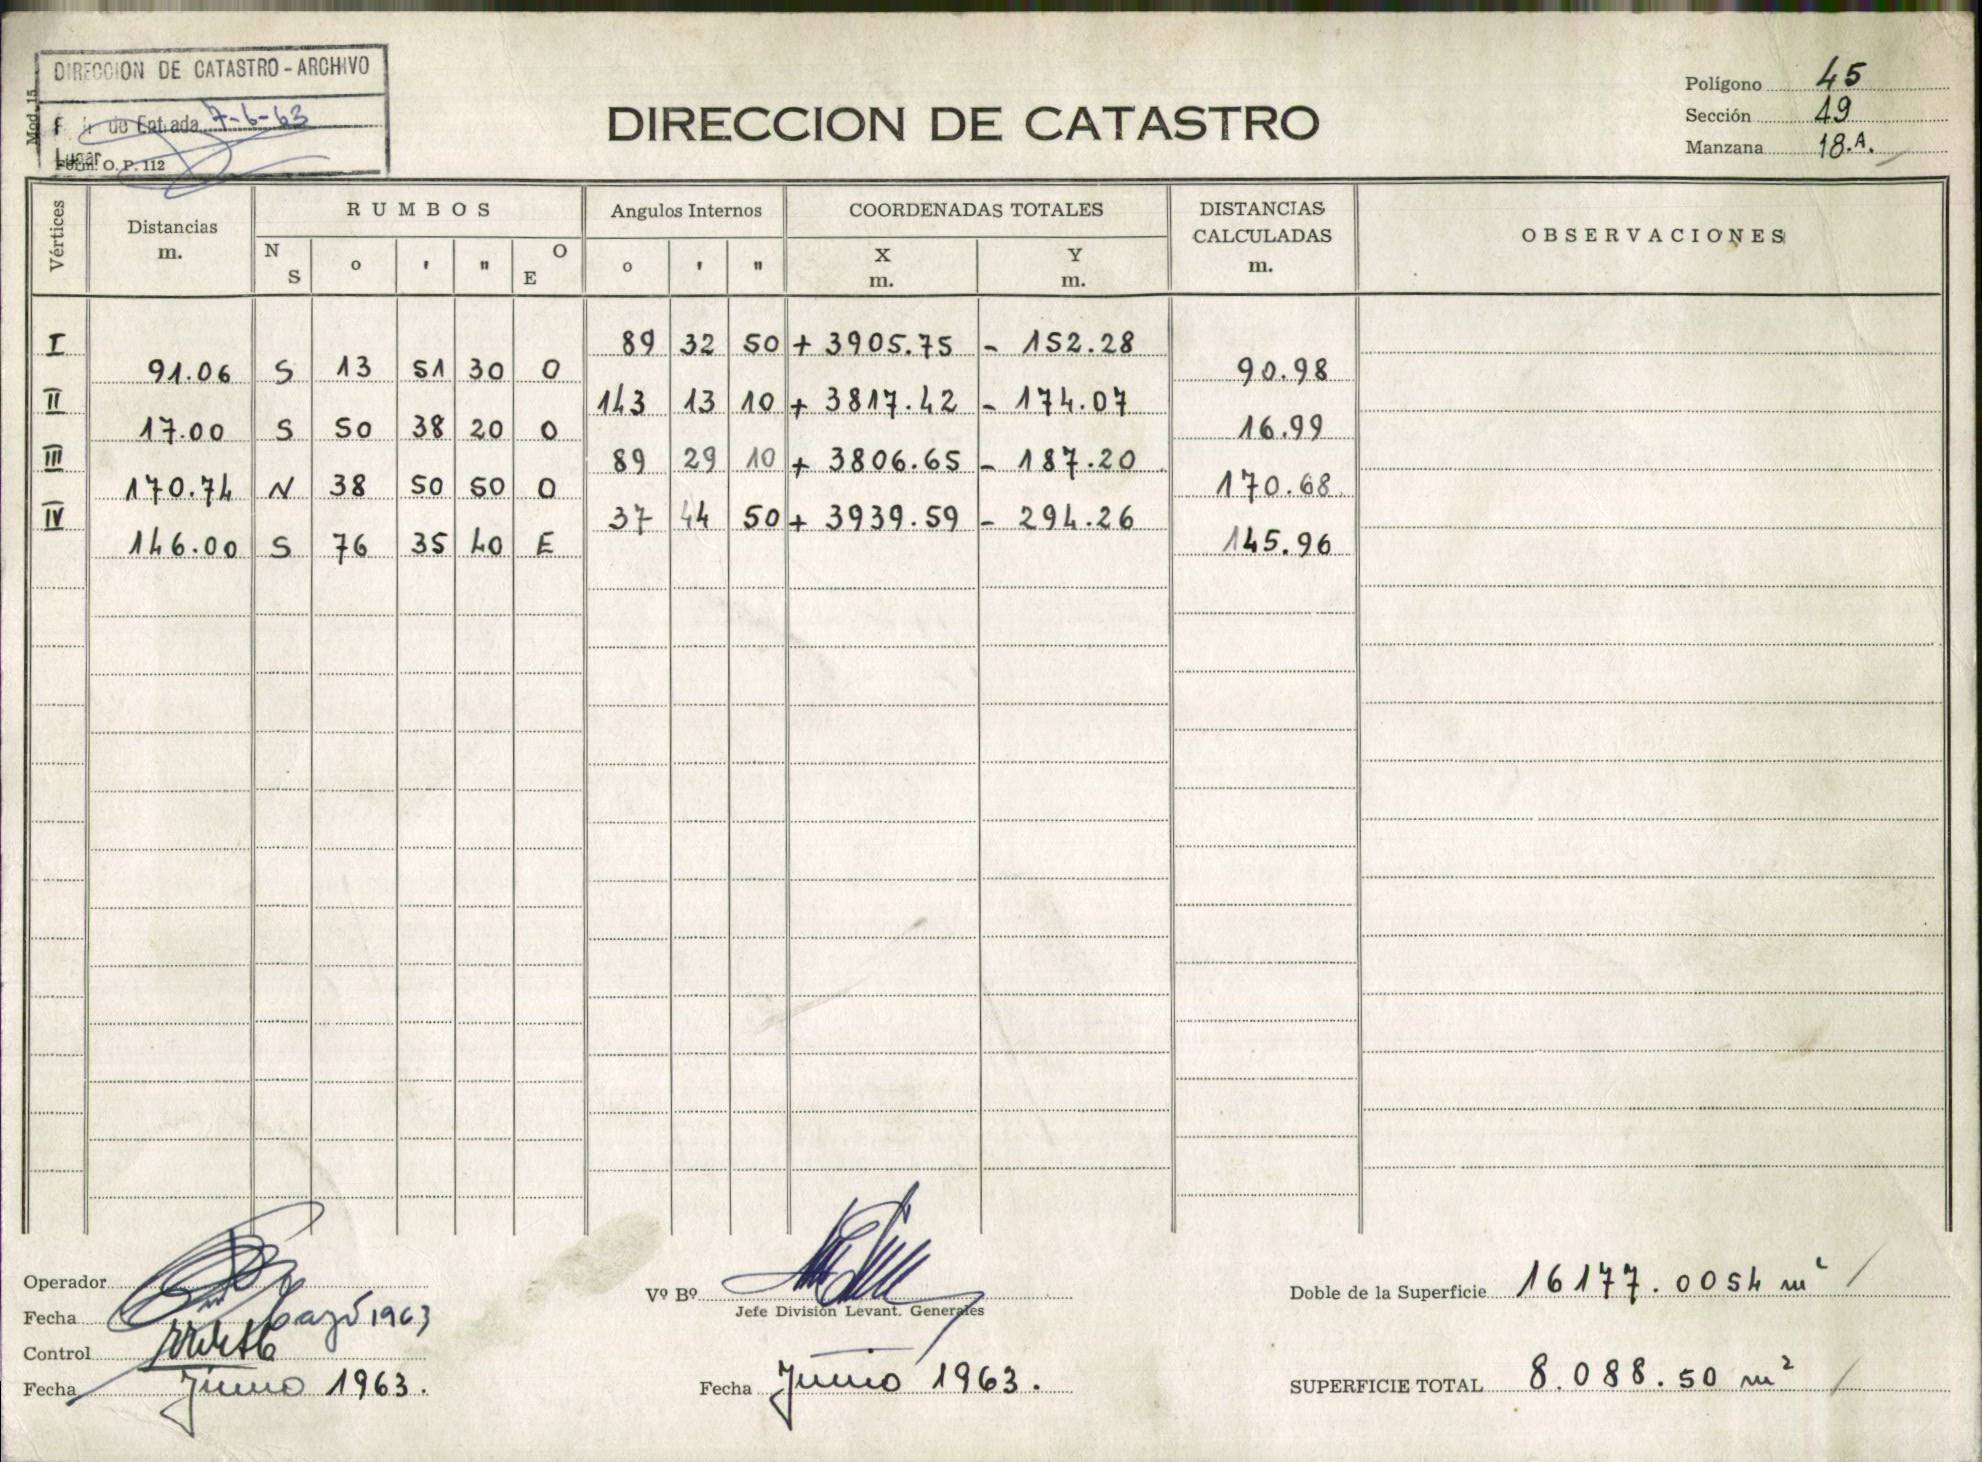 DIRECCION DE CATASTRO - ARCHIVO
de Entrada 7-6-63
Lugar
Form. O. P. 112
Mod. 15
DIRECCION DE CATASTRO
Polígono 45
Sección 49
Manzana 18.A.
Vértices
Distancias
m.
RUMBOS
N
S
o
'
"
O
E
Angulos Internos
o
'
"
COORDENADAS TOTALES
X
m.
Y
m.
DISTANCIAS
CALCULADAS
m.
OBSERVACIONES
I 89 32 50 + 3905.75 - 152.28
91.06 S 13 51 30 O 90.98
II 143 13 10 + 3817.42 - 174.07
17.00 S 50 38 20 O 16.99
III 89 29 10 + 3806.65 - 187.20
170.74 N 38 50 50 O 170.68
IV 37 44 50 + 3939.59 - 294.26
146.00 S 76 35 40 E 145.96
Operador
Fecha 1963
Control
Fecha Junio 1963.
Vº Bº
Jefe División Levant. Generales
Fecha Junio 1963.
Doble de la Superficie 16177.0054 m²
SUPERFICIE TOTAL 8.088.50 m²